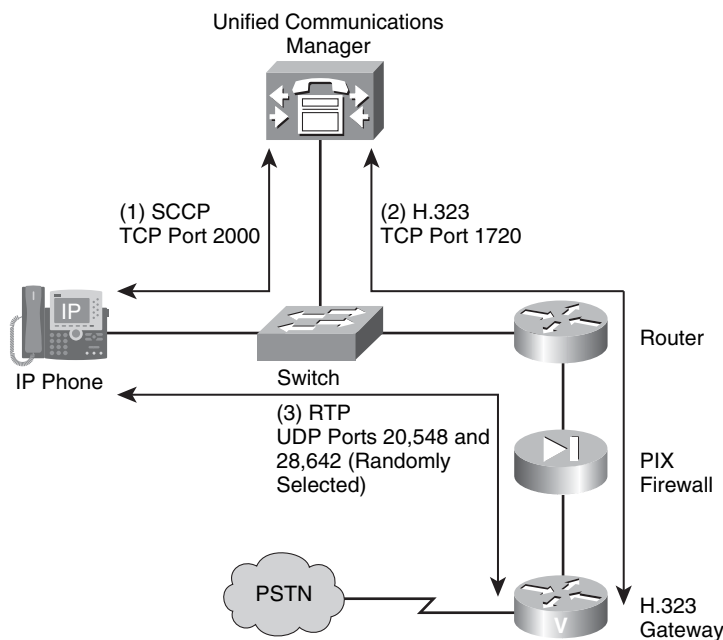 Unified Communications
Manager
(1) SCCP
TCP Port 2000
(2) H.323
TCP Port 1720
IP
IP Phone
Switch
Router
(3) RTP
UDP Ports 20,548 and
28,642 (Randomly
Selected)
PIX
Firewall
PSTN
V
H.323
Gateway